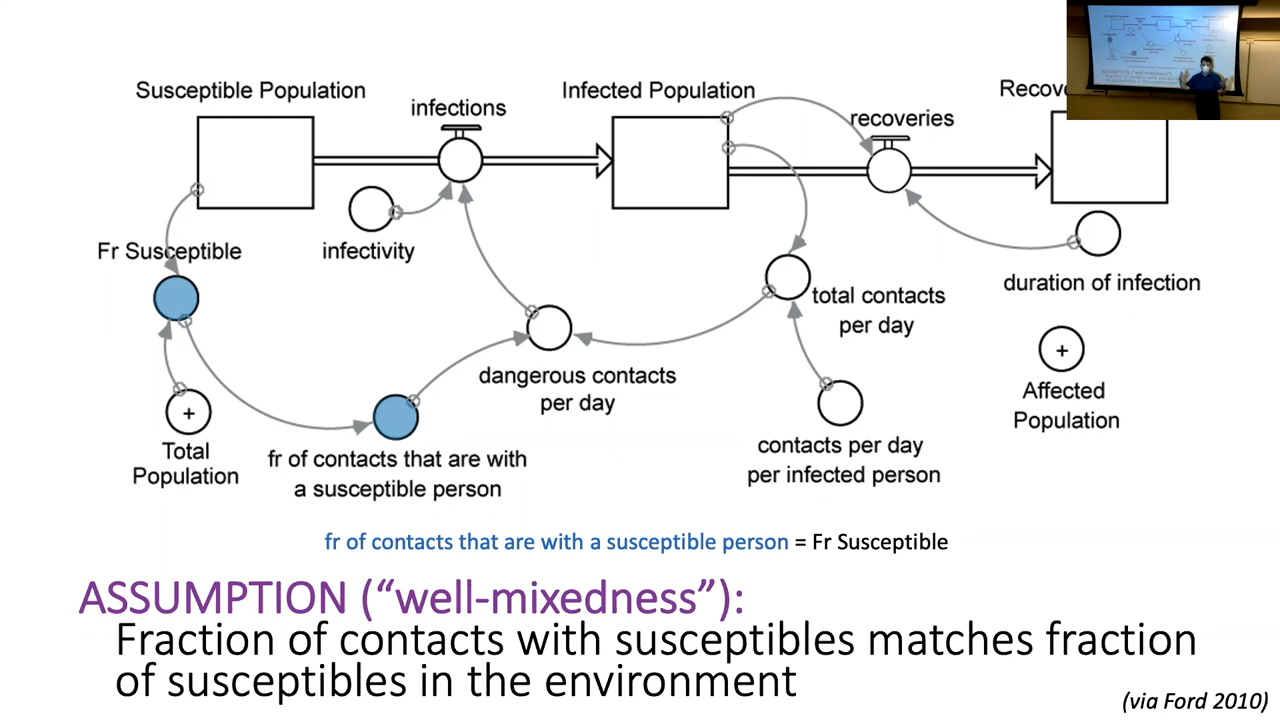 Susceptible Population
infections
Infected Population
recoveries
infectivity
Fr Susceptible
duration of infection
total contacts
per day
+
Affected
Population
dangerous contacts
per day
+
Total
Population
fr of contacts that are with
a susceptible person
contacts per day
per infected person
fr of contacts that are with a susceptible person = Fr Susceptible
ASSUMPTION (“well-mixedness”):
Fraction of contacts with susceptibles matches fraction
of susceptibles in the environment
(via Ford 2010)